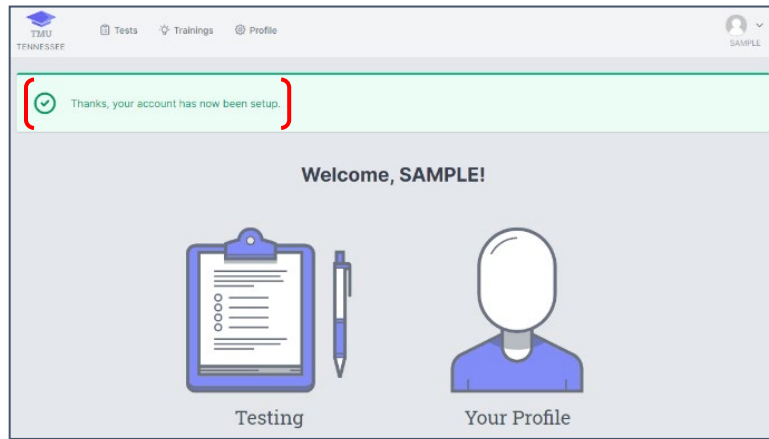 TMU
TENNESSEE
Tests
Trainings
Profile
SAMPLE
Thanks, your account has now been setup.
Welcome, SAMPLE!
Testing
Your Profile